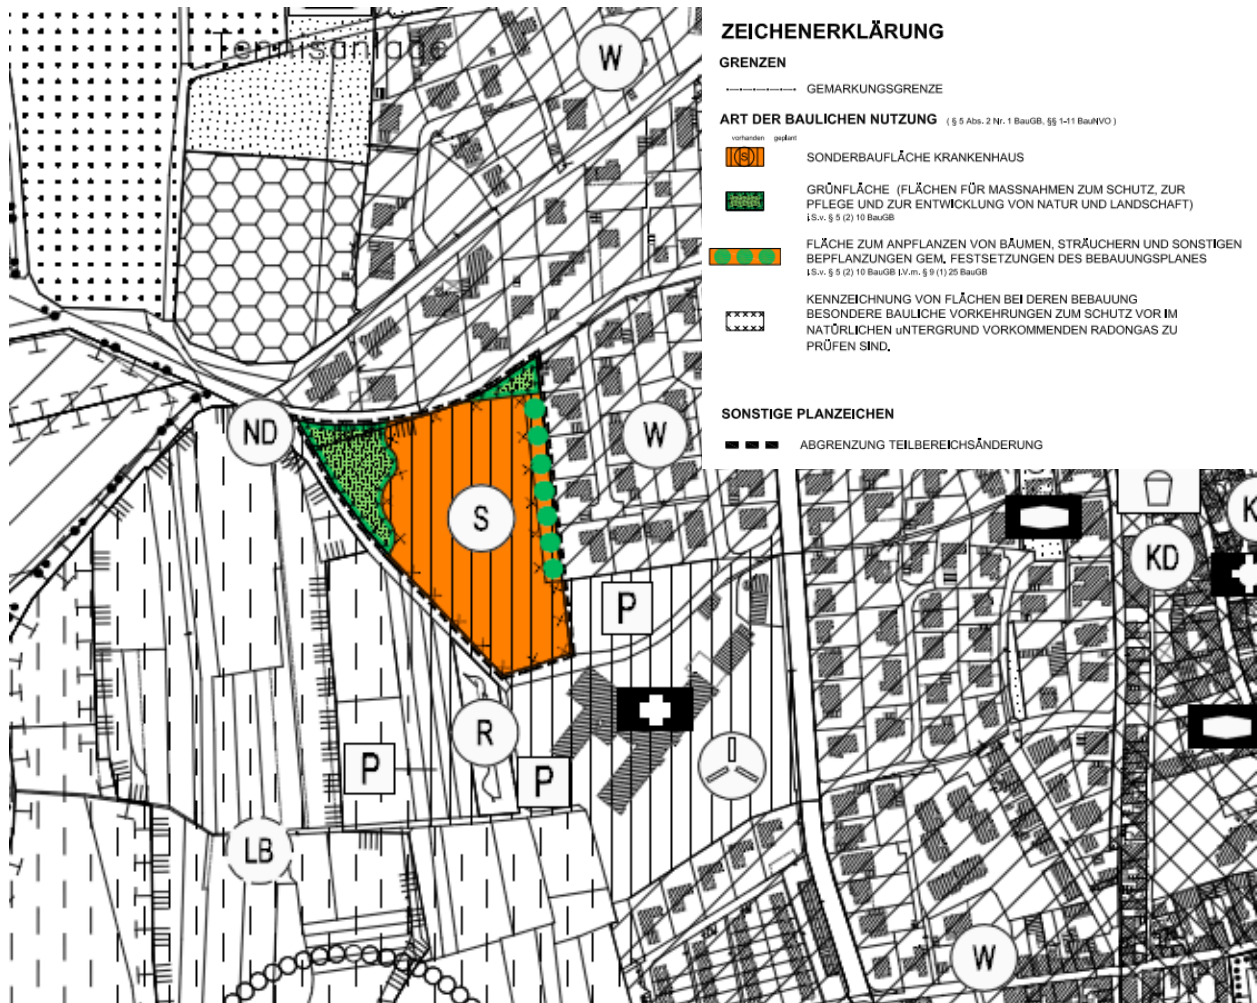 Tennisanlage
W
ZEICHENERKLÄRUNG
GRENZEN
GEMARKUNGSGRENZE
ART DER BAULICHEN NUTZUNG ( § 5 Abs. 2 Nr. 1 BauGB, §§ 1-11 BauNVO )
vorhanden geplant
S
SONDERBAUFLÄCHE KRANKENHAUS
GRÜNFLÄCHE (FLÄCHEN FÜR MASSNAHMEN ZUM SCHUTZ, ZUR
PFLEGE UND ZUR ENTWICKLUNG VON NATUR UND LANDSCHAFT)
i.S.v. § 5 (2) 10 BauGB
FLÄCHE ZUM ANPFLANZEN VON BÄUMEN, STRÄUCHERN UND SONSTIGEN
BEPFLANZUNGEN GEM. FESTSETZUNGEN DES BEBAUUNGSPLANES
i.S.v. § 5 (2) 10 BauGB i.V.m. § 9 (1) 25 BauGB
KENNZEICHNUNG VON FLÄCHEN BEI DEREN BEBAUUNG
BESONDERE BAULICHE VORKEHRUNGEN ZUM SCHUTZ VOR IM
NATÜRLICHEN uNTERGRUND VORKOMMENDEN RADONGAS ZU
PRÜFEN SIND.
SONSTIGE PLANZEICHEN
ABGRENZUNG TEILBEREICHSÄNDERUNG
ND
W
S
K
KD
P
R
P
P
LB
W